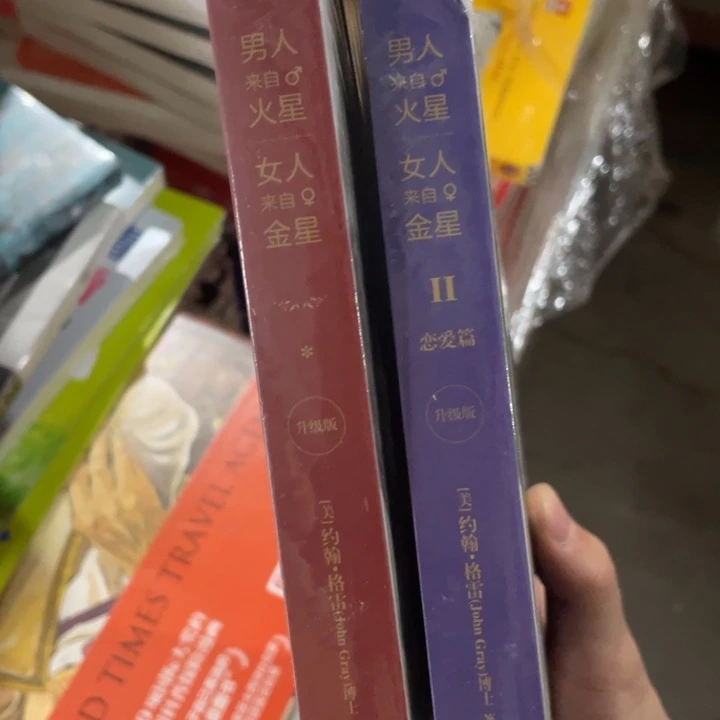 男人
来自♂
火星
女人
来自♀
金星
*
升级版
[美]约翰·格雷(John Gray)博士
男人
来自♂
火星
女人
来自♀
金星
II
恋爱篇
升级版
[美]约翰·格雷(John Gray)博士
D TIMES TRAVEL ACR